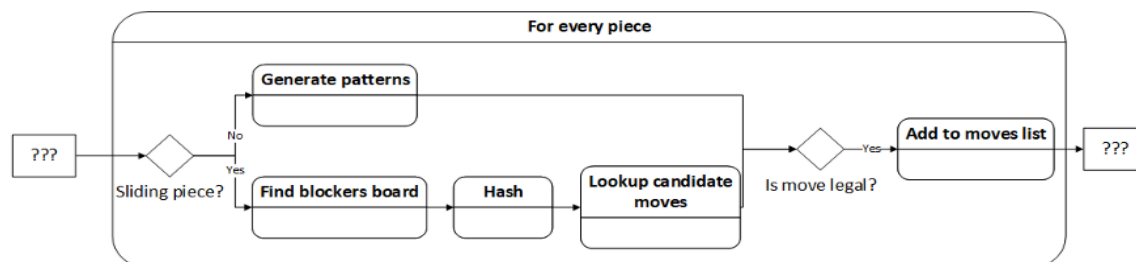 For every piece
Generate patterns
???
No
Yes
Sliding piece?
Find blockers board
Hash
Lookup candidate
moves
Is move legal?
Yes
Add to moves list
???